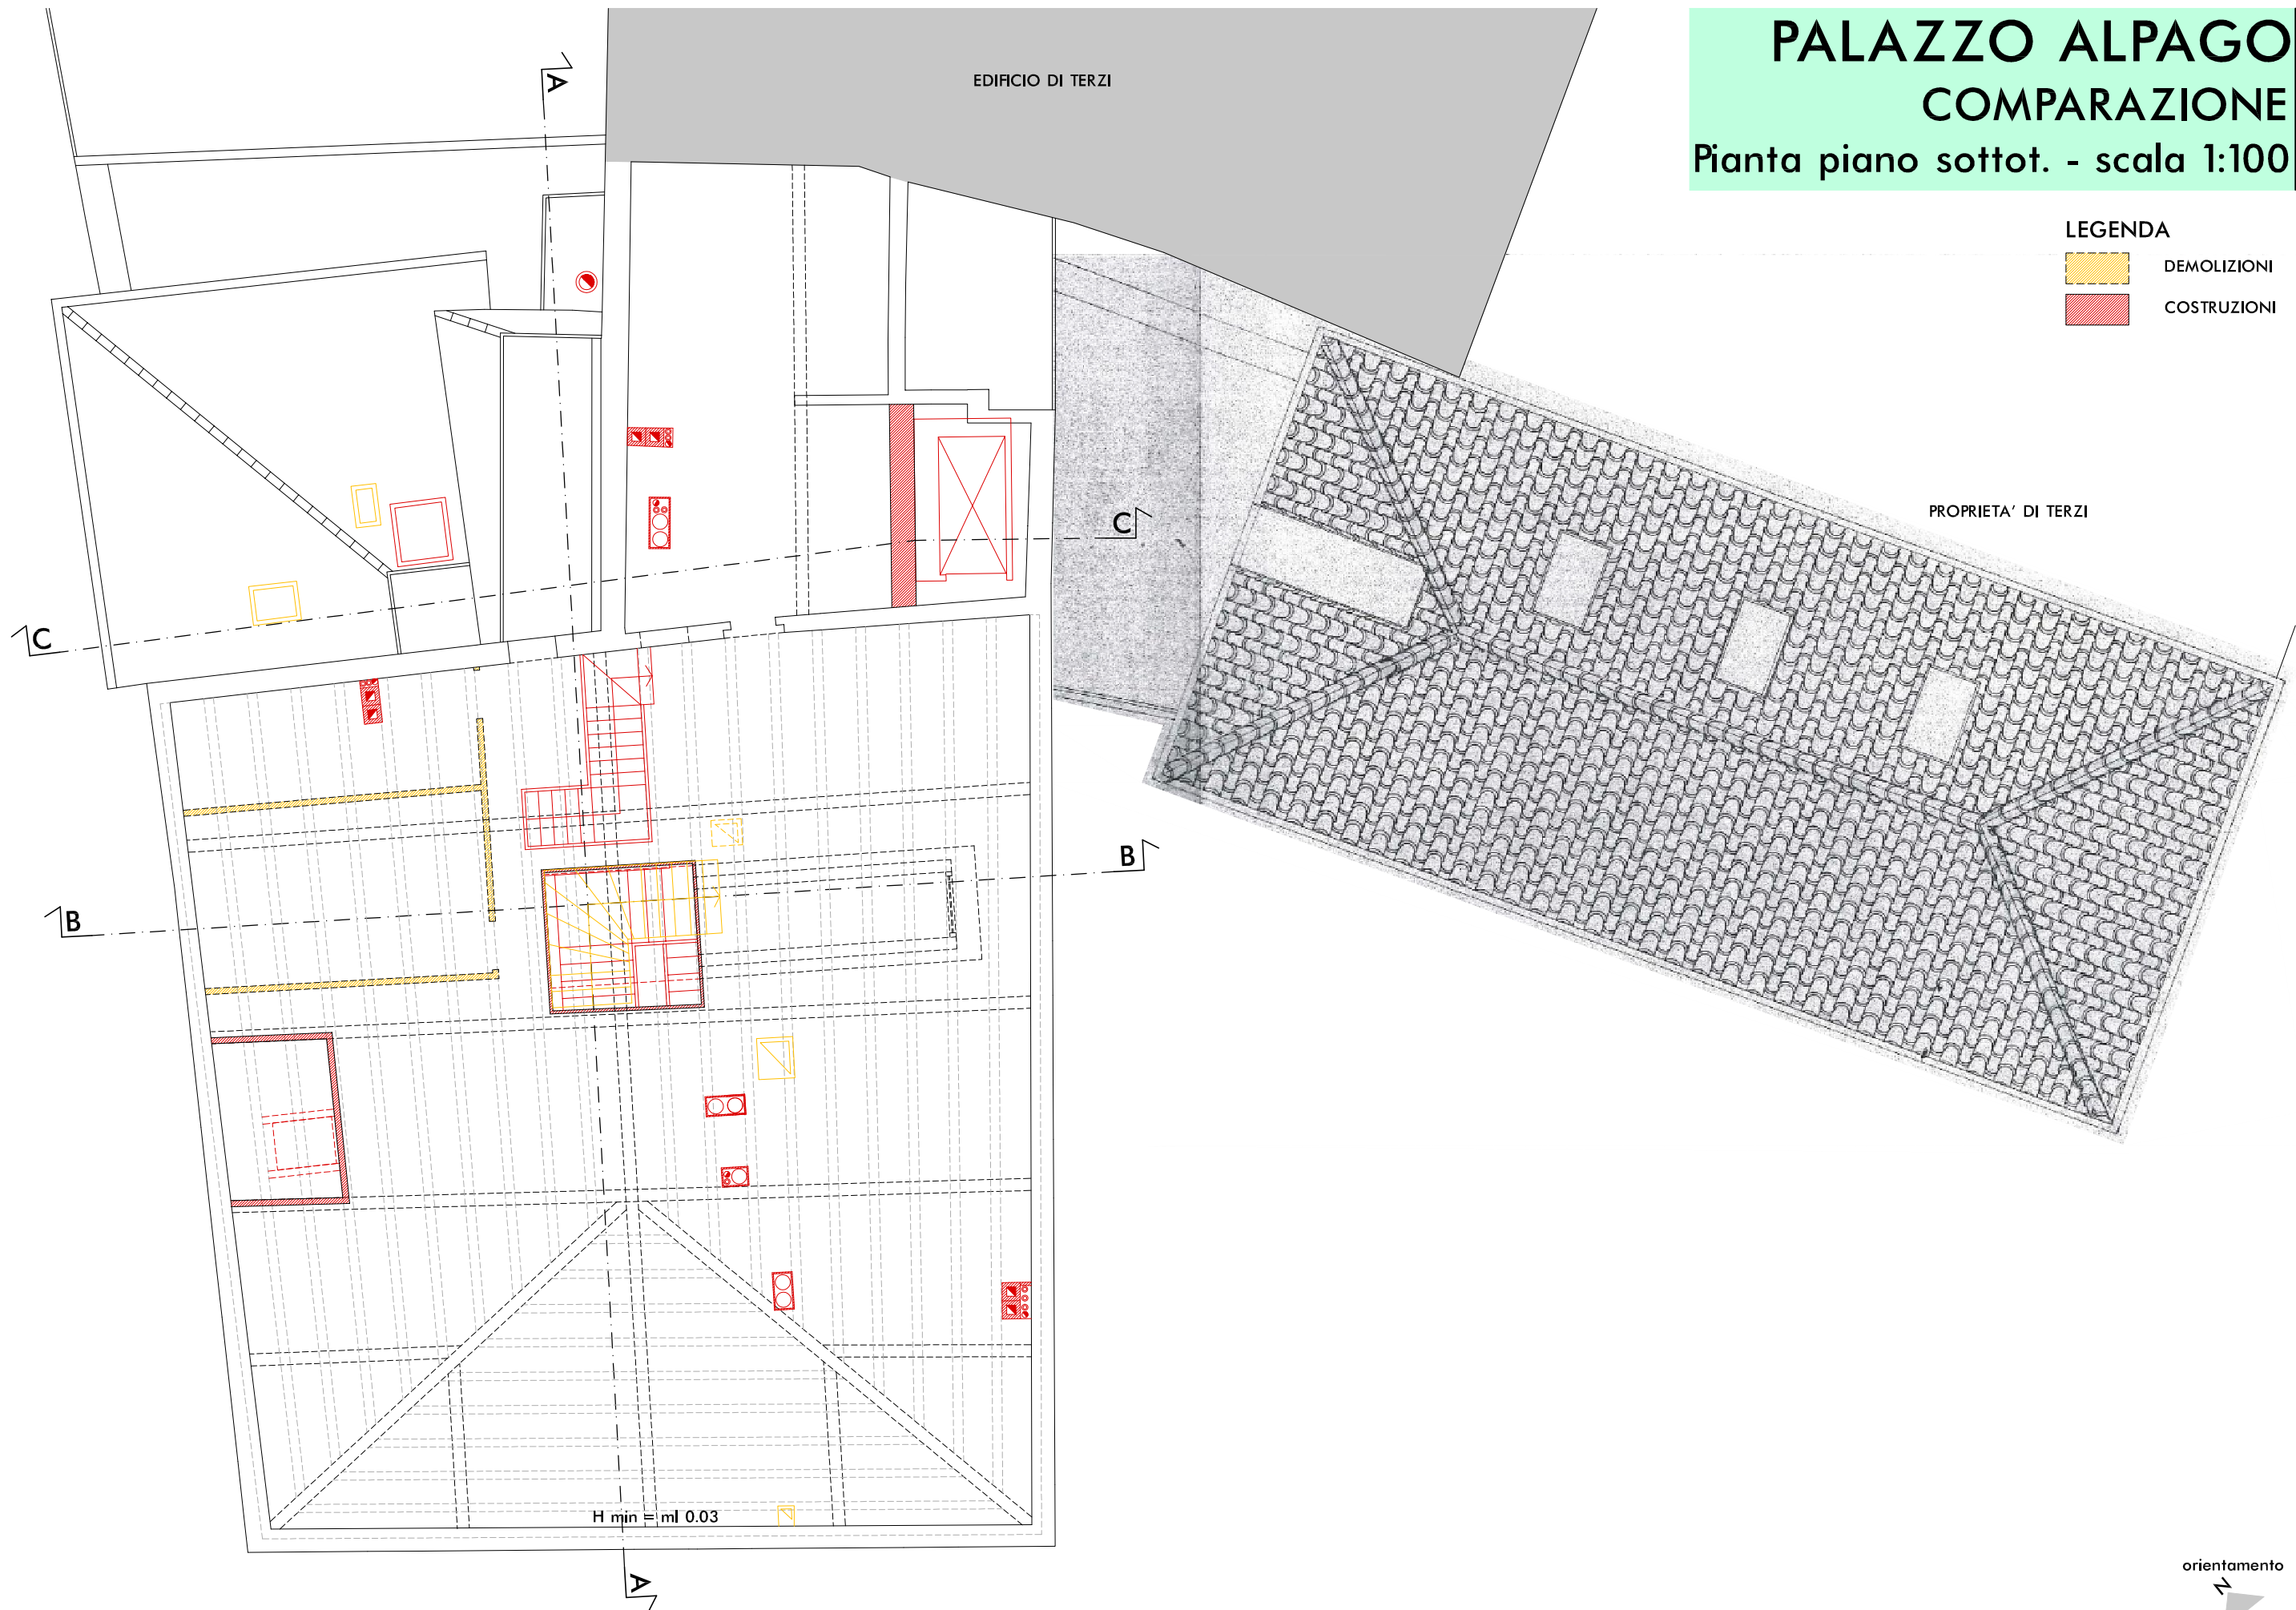 PALAZZO ALPAGO
COMPARAZIONE
Pianta piano sottot. - scala 1:100
LEGENDA
DEMOLIZIONI
COSTRUZIONI
EDIFICIO DI TERZI
PROPRIETA' DI TERZI
A
C
C
B
B
H min = ml 0.03
A
orientamento
N